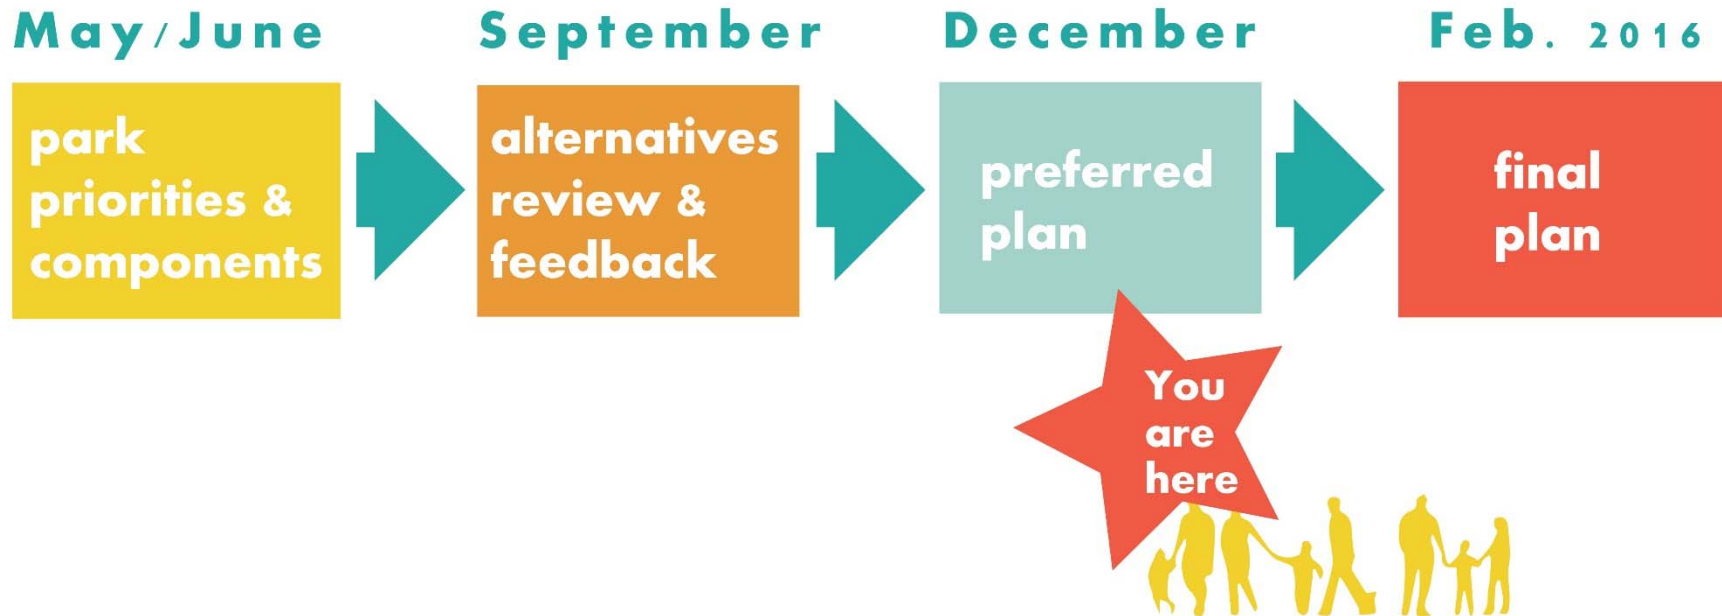 May/June
park
priorities &
components
September
alternatives
review &
feedback
December
preferred
plan
Feb. 2016
final
plan
You
are
here